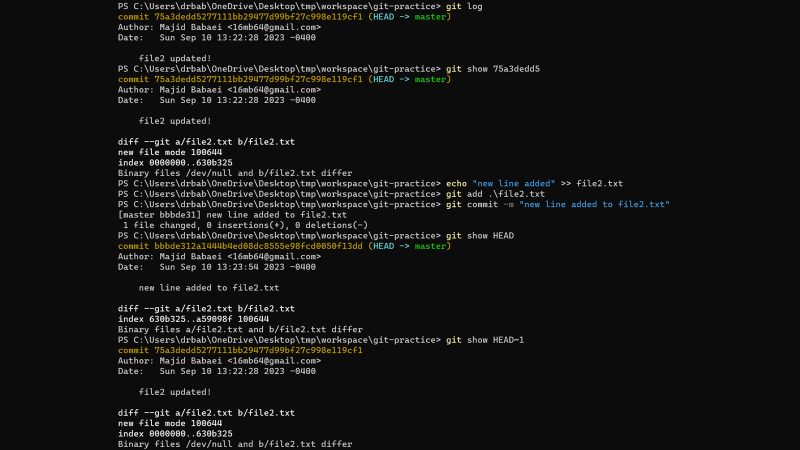 PS C:\Users\drbab\OneDrive\Desktop\tmp\workspace\git-practice> git log
commit 75a3dedd5277111bb29477d99bf27c998e119cf1 (HEAD -> master)
Author: Majid Babaei <16mb64@gmail.com>
Date:   Sun Sep 10 13:22:28 2023 -0400
    file2 updated!
PS C:\Users\drbab\OneDrive\Desktop\tmp\workspace\git-practice> git show 75a3dedd5
commit 75a3dedd5277111bb29477d99bf27c998e119cf1 (HEAD -> master)
Author: Majid Babaei <16mb64@gmail.com>
Date:   Sun Sep 10 13:22:28 2023 -0400
    file2 updated!
diff --git a/file2.txt b/file2.txt
new file mode 100644
index 0000000..630b325
Binary files /dev/null and b/file2.txt differ
PS C:\Users\drbab\OneDrive\Desktop\tmp\workspace\git-practice> echo "new line added" >> file2.txt
PS C:\Users\drbab\OneDrive\Desktop\tmp\workspace\git-practice> git add .\file2.txt
PS C:\Users\drbab\OneDrive\Desktop\tmp\workspace\git-practice> git commit -m "new line added to file2.txt"
[master bbbde31] new line added to file2.txt
 1 file changed, 0 insertions(+), 0 deletions(-)
PS C:\Users\drbab\OneDrive\Desktop\tmp\workspace\git-practice> git show HEAD
commit bbbde312a1444b4ed08dc8555e98fcd0050f13dd (HEAD -> master)
Author: Majid Babaei <16mb64@gmail.com>
Date:   Sun Sep 10 13:23:54 2023 -0400
    new line added to file2.txt
diff --git a/file2.txt b/file2.txt
index 630b325..a59098f 100644
Binary files a/file2.txt and b/file2.txt differ
PS C:\Users\drbab\OneDrive\Desktop\tmp\workspace\git-practice> git show HEAD~1
commit 75a3dedd5277111bb29477d99bf27c998e119cf1
Author: Majid Babaei <16mb64@gmail.com>
Date:   Sun Sep 10 13:22:28 2023 -0400
    file2 updated!
diff --git a/file2.txt b/file2.txt
new file mode 100644
index 0000000..630b325
Binary files /dev/null and b/file2.txt differ